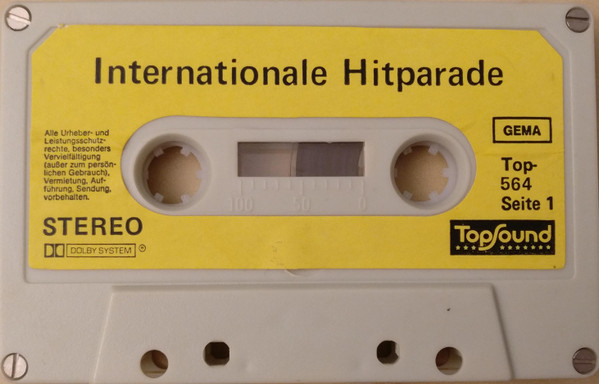 Internationale Hitparade
Alle Urheber- und
Leistungsschutz-
rechte, besonders
Vervielfältigung
(außer zum persön-
lichen Gebrauch),
Vermietung, Auf-
führung, Sendung,
vorbehalten.
STEREO
DOLBY SYSTEM ®
100 50 0
GEMA
Top-
564
Seite 1
TopSound